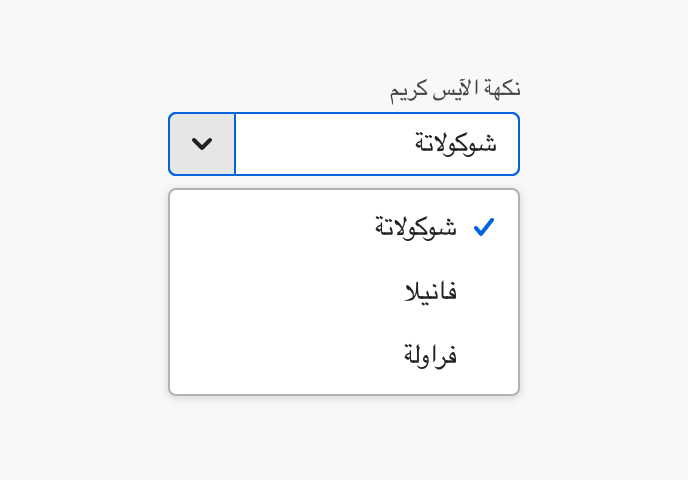 نكهة الآيس كريم
شوكولاتة
شوكولاتة
فانيلا
فراولة